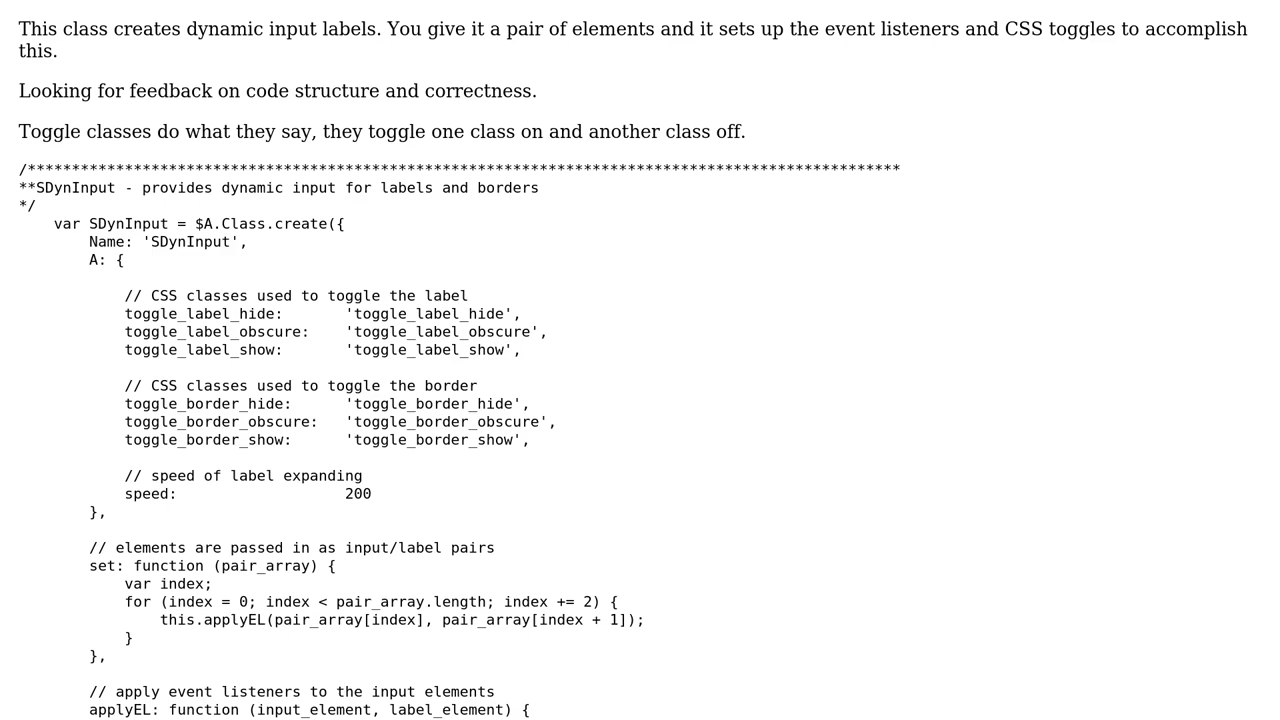 This class creates dynamic input labels. You give it a pair of elements and it sets up the event listeners and CSS toggles to accomplish
this.
Looking for feedback on code structure and correctness.
Toggle classes do what they say, they toggle one class on and another class off.
/***************************************************************************************************
**SDynInput - provides dynamic input for labels and borders
*/
    var SDynInput = $A.Class.create({
        Name: 'SDynInput',
        A: {
            // CSS classes used to toggle the label
            toggle_label_hide:       'toggle_label_hide',
            toggle_label_obscure:    'toggle_label_obscure',
            toggle_label_show:       'toggle_label_show',
            // CSS classes used to toggle the border
            toggle_border_hide:      'toggle_border_hide',
            toggle_border_obscure:   'toggle_border_obscure',
            toggle_border_show:      'toggle_border_show',
            // speed of label expanding
            speed:                   200
        },
        // elements are passed in as input/label pairs
        set: function (pair_array) {
            var index;
            for (index = 0; index < pair_array.length; index += 2) {
                this.applyEL(pair_array[index], pair_array[index + 1]);
            }
        },
        // apply event listeners to the input elements
        applyEL: function (input_element, label_element) {